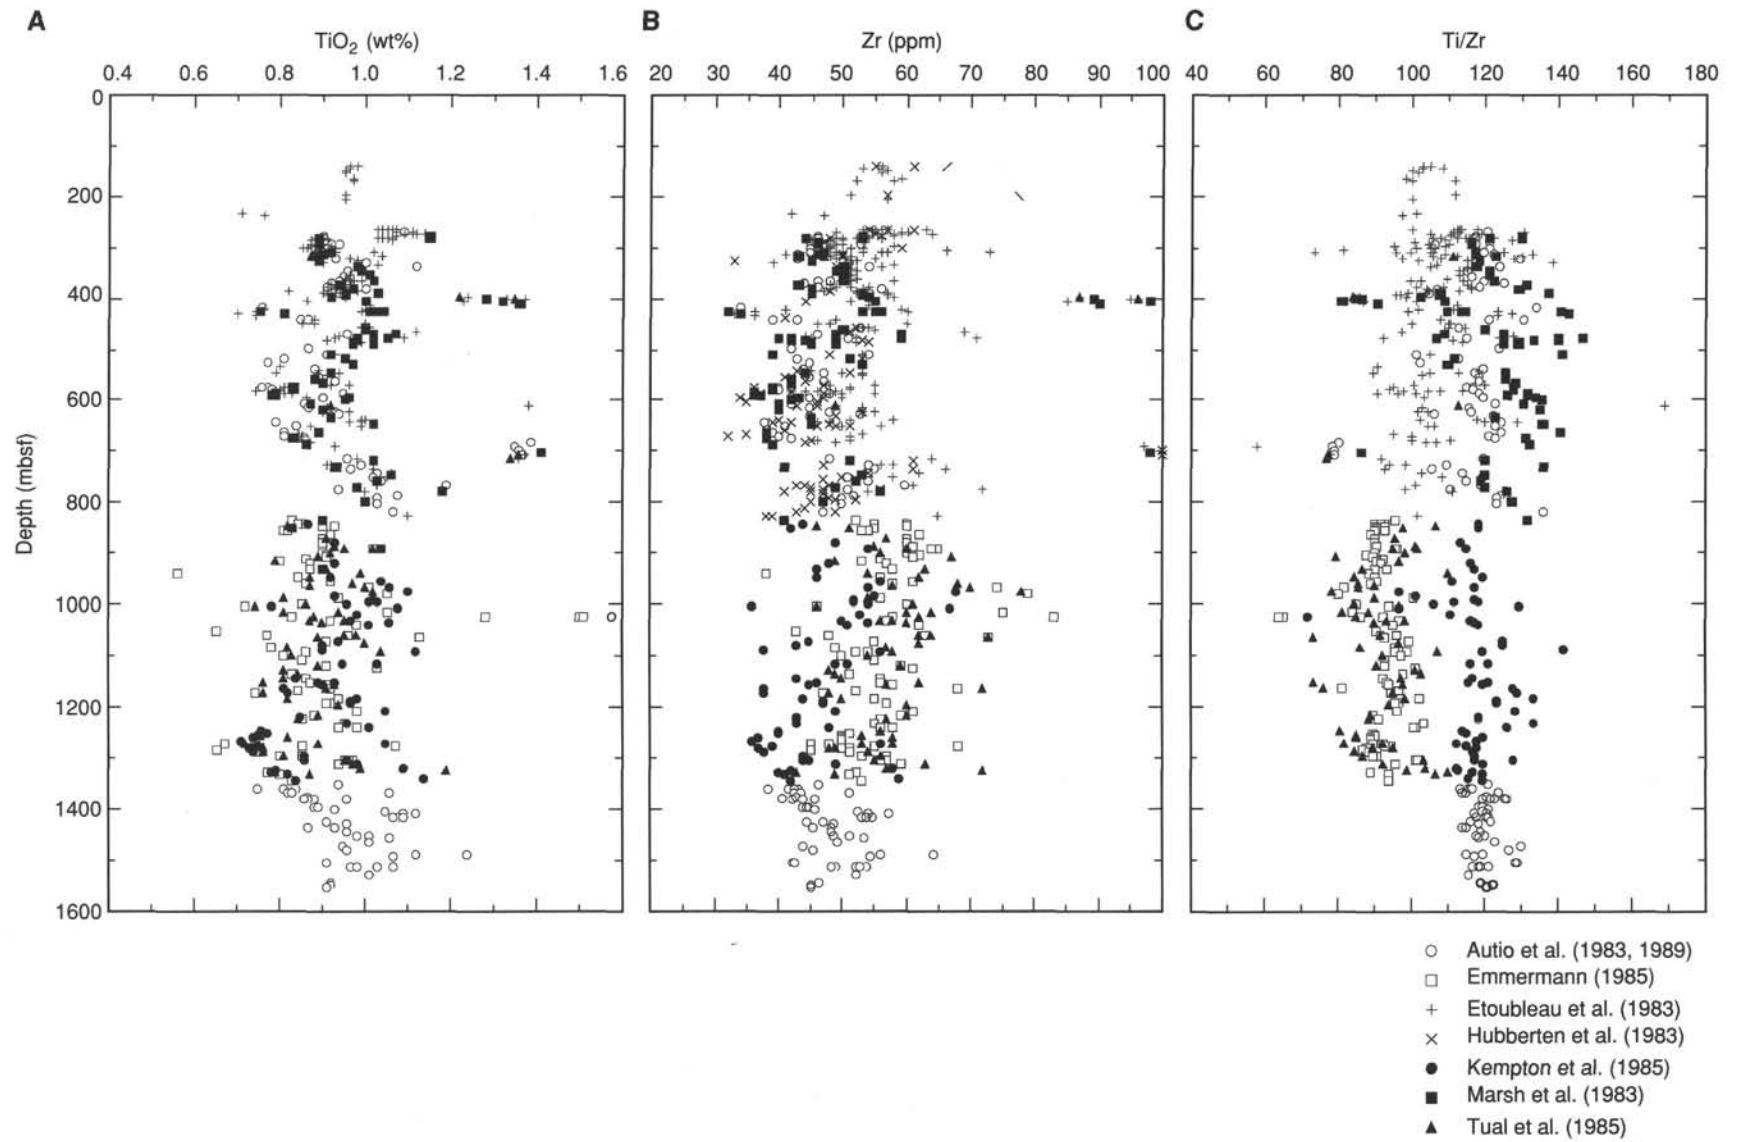 A
B
C
TiO2 (wt%)
Zr (ppm)
Ti/Zr
0.4 0.6 0.8 1.0 1.2 1.4 1.6
20 30 40 50 60 70 80 90 100
40 60 80 100 120 140 160 180
0
200
400
600
800
1000
1200
1400
1600
Depth (mbsf)
Autio et al. (1983, 1989)
Emmermann (1985)
Etoubleau et al. (1983)
Hubberten et al. (1983)
Kempton et al. (1985)
Marsh et al. (1983)
Tual et al. (1985)